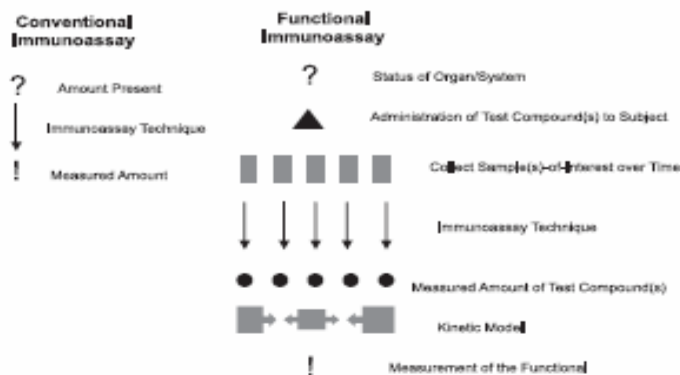 Conventional
Immunoassay
Functional
Immunoassay
?
Amount Present
Immunoassay Technique
!
Measured Amount
?
Status of Organ/System
Administration of Test Compound(s) to Subject
Collect Sample(s)-of-Interest over Time
Immunoassay Technique
Measured Amount of Test Compound(s)
Kinetic Model
!
Measurement of the Functional